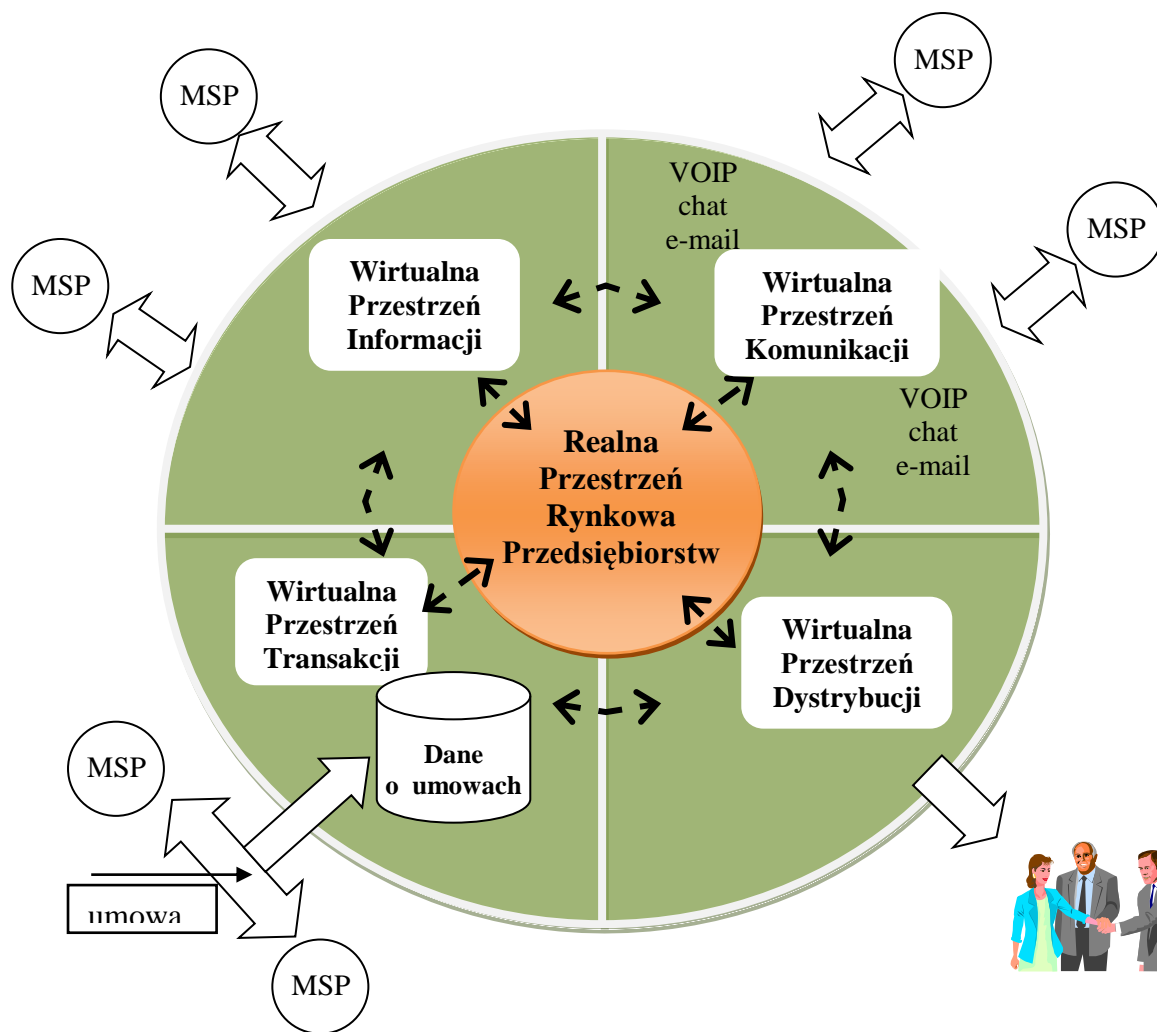 MSP
MSP
MSP
MSP
VOIP
chat
e-mail
Wirtualna
Przestrzeń
Informacji
Wirtualna
Przestrzeń
Komunikacji
VOIP
chat
e-mail
Realna
Przestrzeń
Rynkowa
Przedsiębiorstw
Wirtualna
Przestrzeń
Transakcji
Wirtualna
Przestrzeń
Dystrybucji
Dane
o umowach
MSP
umowa
MSP